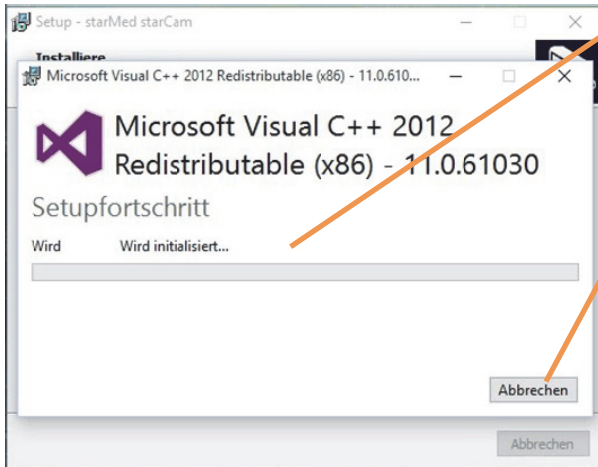 Setup - starMed starCam
Installiere
Microsoft Visual C++ 2012 Redistributable (x86) - 11.0.610...
Microsoft Visual C++ 2012
Redistributable (x86) - 11.0.61030
Setupfortschritt
Wird Wird initialisiert...
Abbrechen
Abbrechen